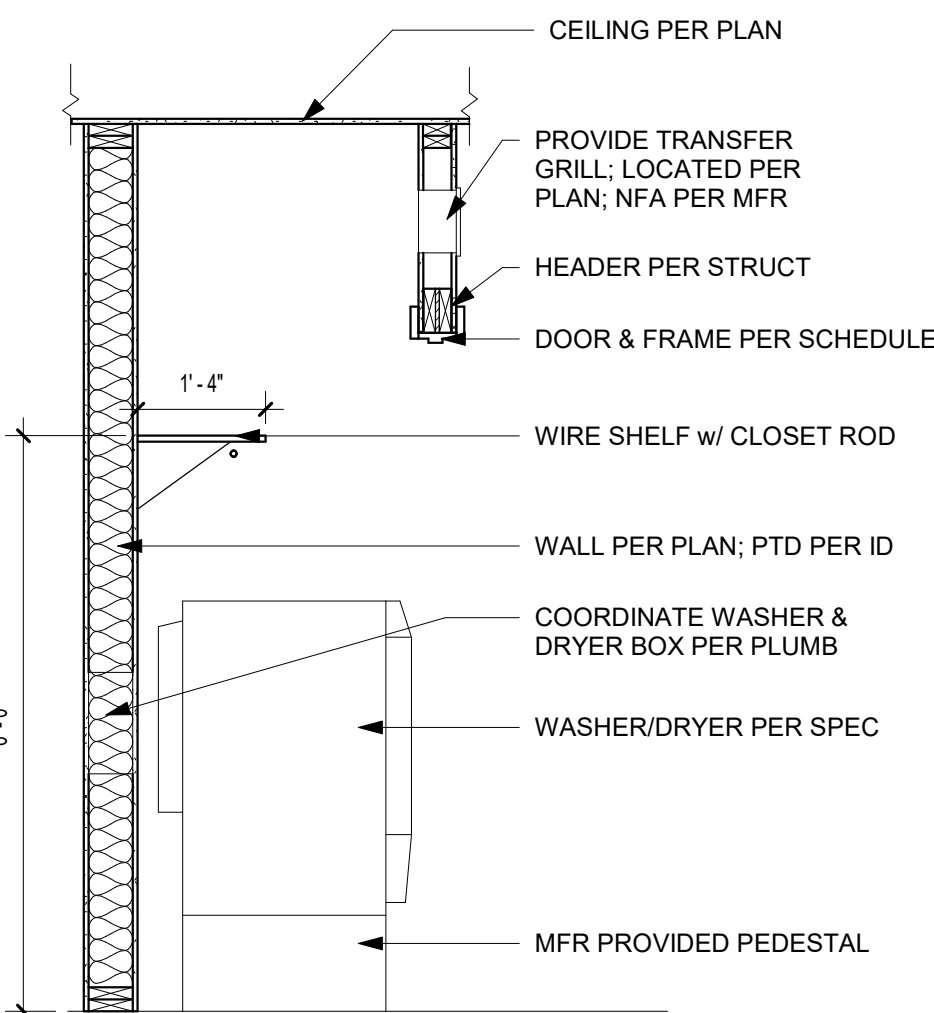 CEILING PER PLAN
PROVIDE TRANSFER
GRILL; LOCATED PER
PLAN; NFA PER MFR
HEADER PER STRUCT
DOOR & FRAME PER SCHEDULE
1' - 4"
WIRE SHELF w/ CLOSET ROD
WALL PER PLAN; PTD PER ID
COORDINATE WASHER &
DRYER BOX PER PLUMB
WASHER/DRYER PER SPEC
MFR PROVIDED PEDESTAL